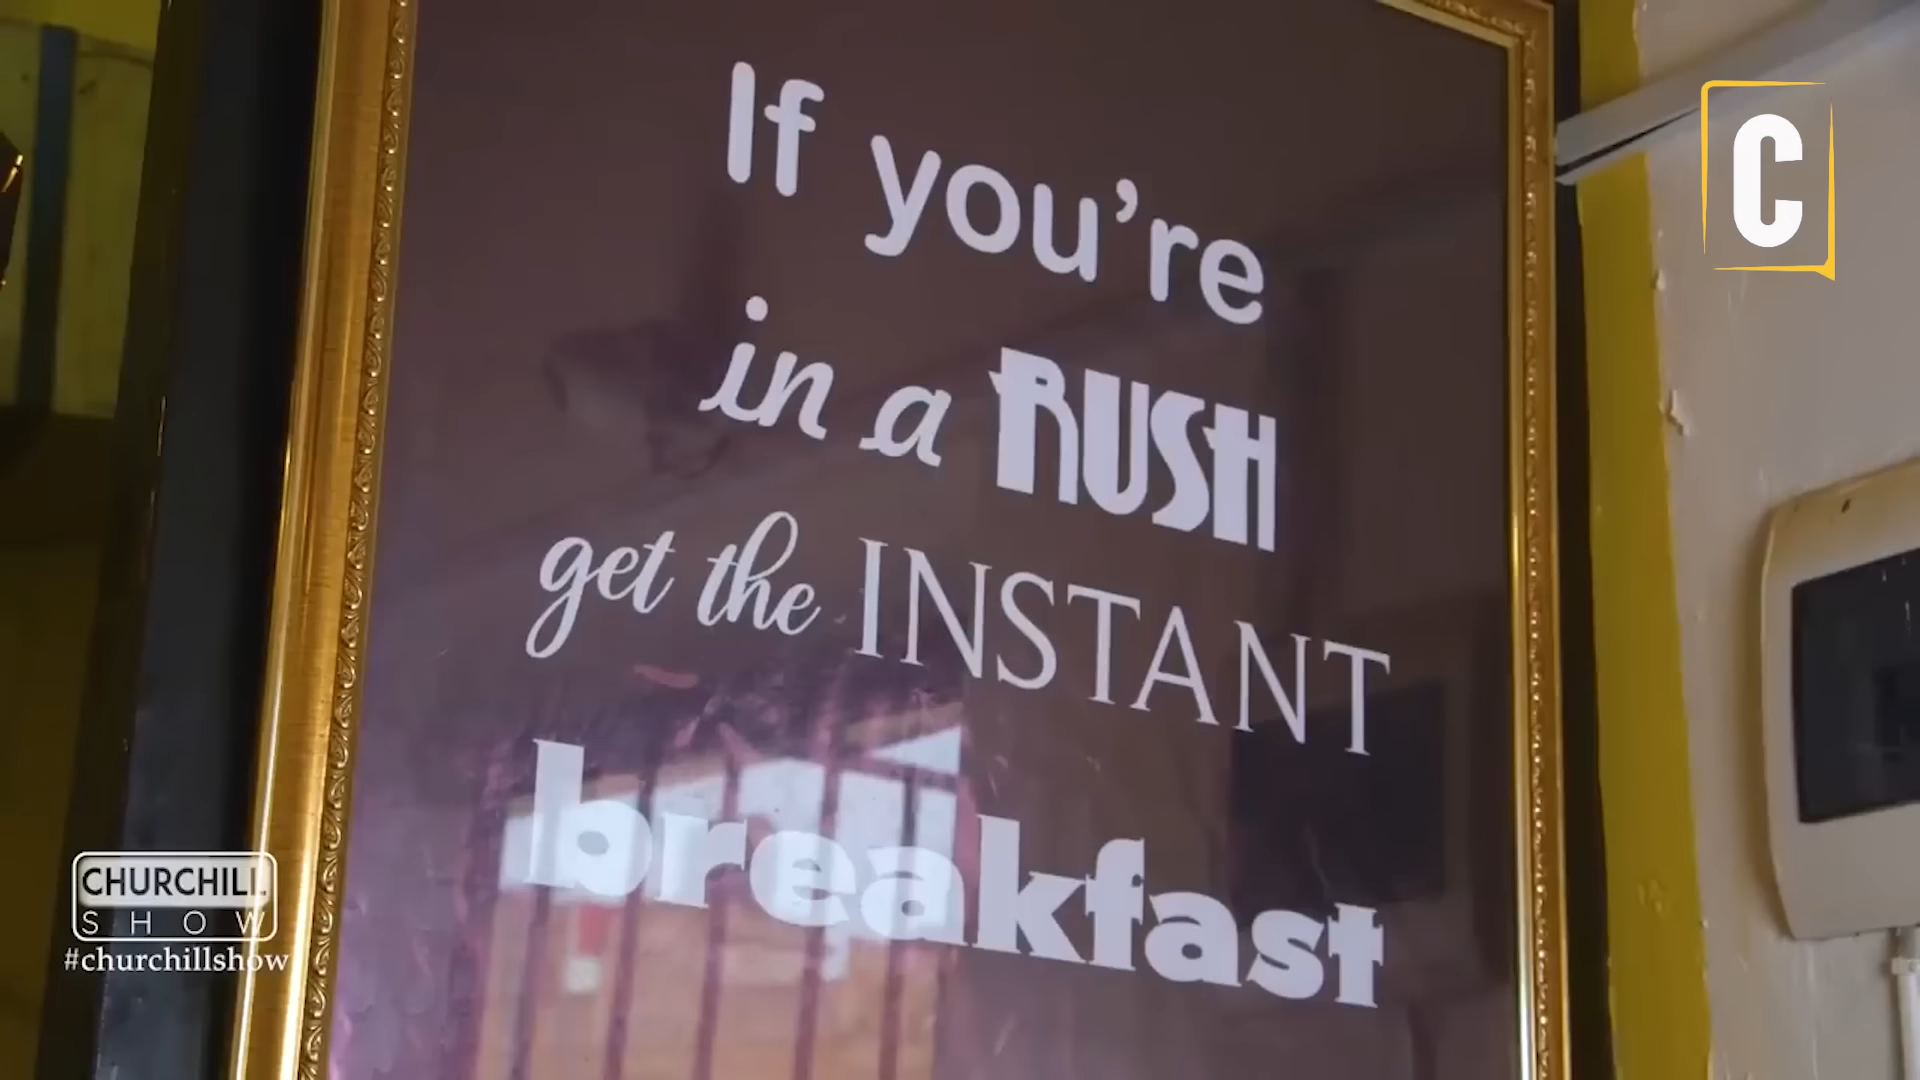 If you're
in a RUSH
get the INSTANT
breakfast
C
CHURCHILL
SHOW
#churchillshow